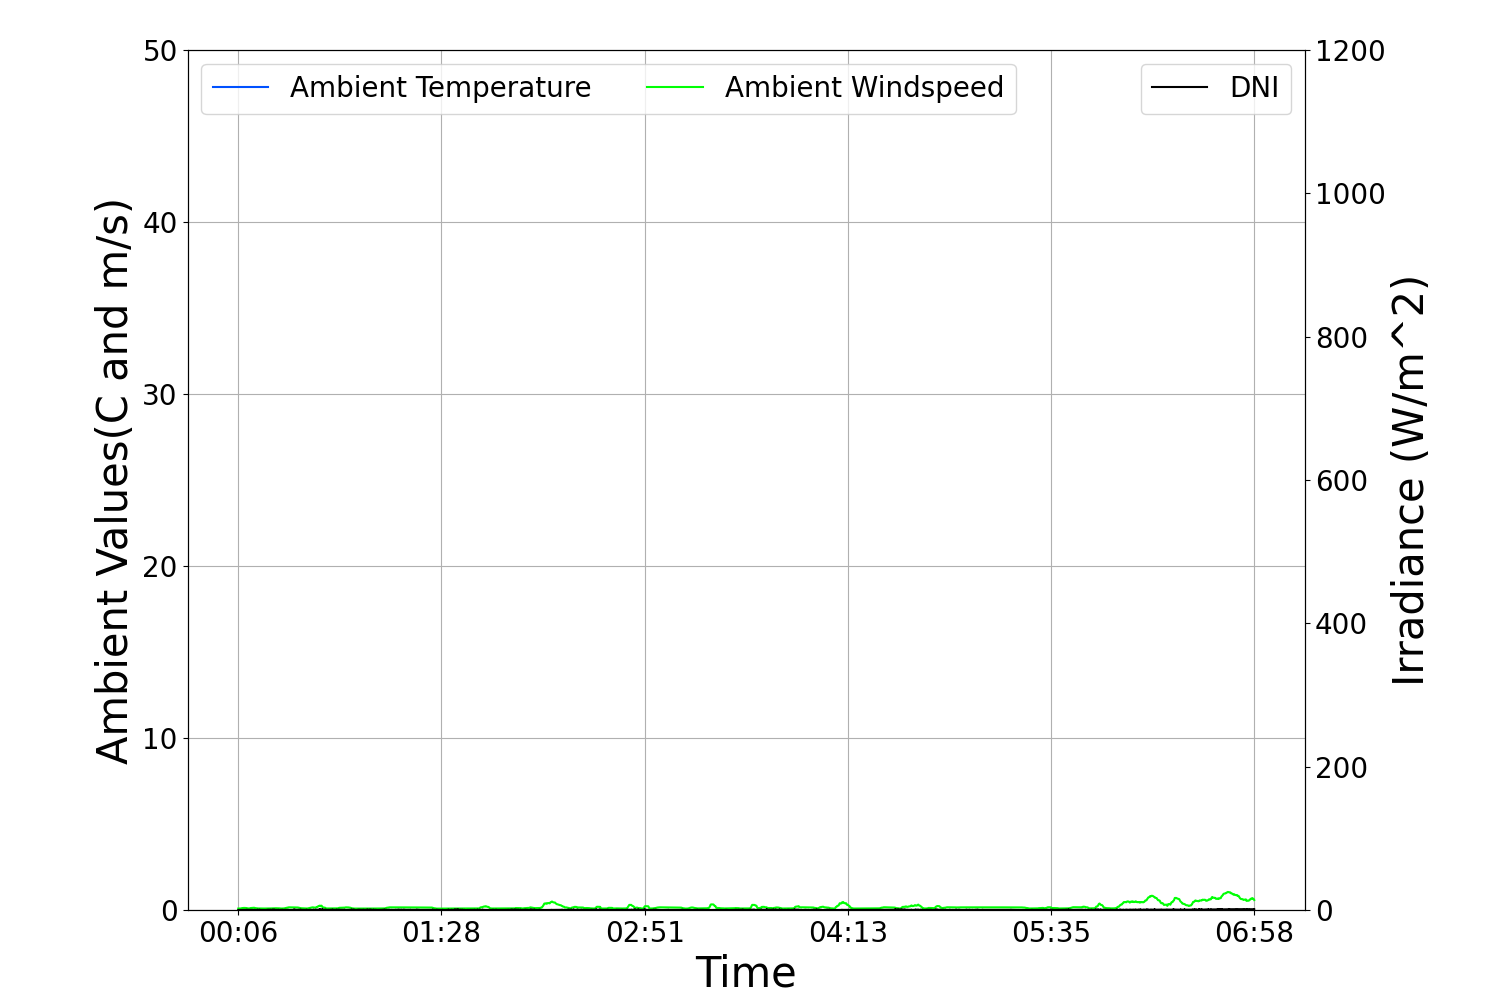 Ambient Temperature
Ambient Windspeed
DNI
Ambient Values(C and m/s)
50
40
30
20
10
0
1200
1000
800
600
400
200
0
Irradiance (W/m^2)
00:06 01:28 02:51 04:13 05:35 06:58
Time